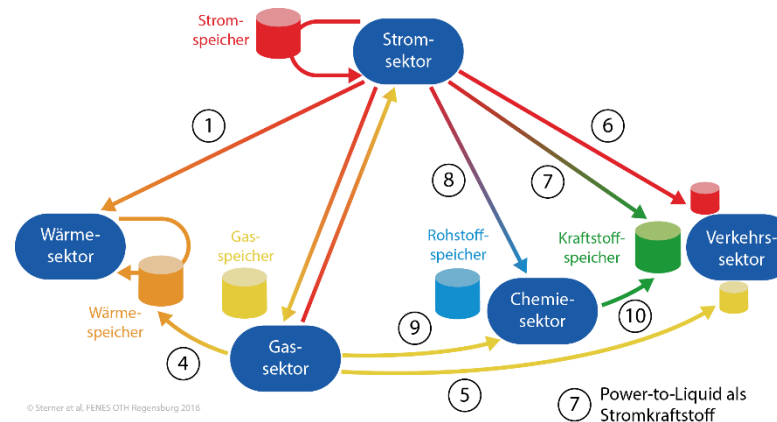 Strom-
speicher
Strom-
sektor
1
6
8
7
Wärme-
sektor
Gas-
speicher
Rohstoff-
speicher
Kraftstoff-
speicher
Verkehrs-
sektor
Wärme-
speicher
Chemie-
sektor
4
Gas-
sektor
9
10
5
7
Power-to-Liquid als
Stromkraftstoff
© Sterner et al, FENES OTH Regensburg 2016